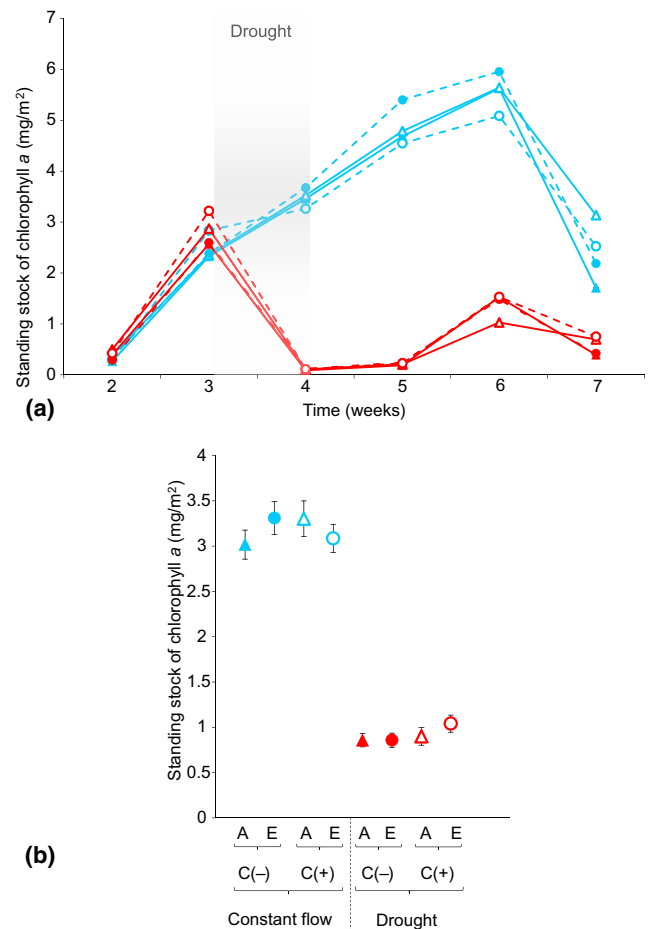 7
Drought
6
5
4
3
2
1
0
Standing stock of chlorophyll a (mg/m²)
2 3 4 5 6 7
Time (weeks)
(a)
4
3.5
3
2.5
2
1.5
1
0.5
0
Standing stock of chlorophyll a (mg/m²)
A E A E A E A E
C(–) C(+) C(–) C(+)
Constant flow Drought
(b)